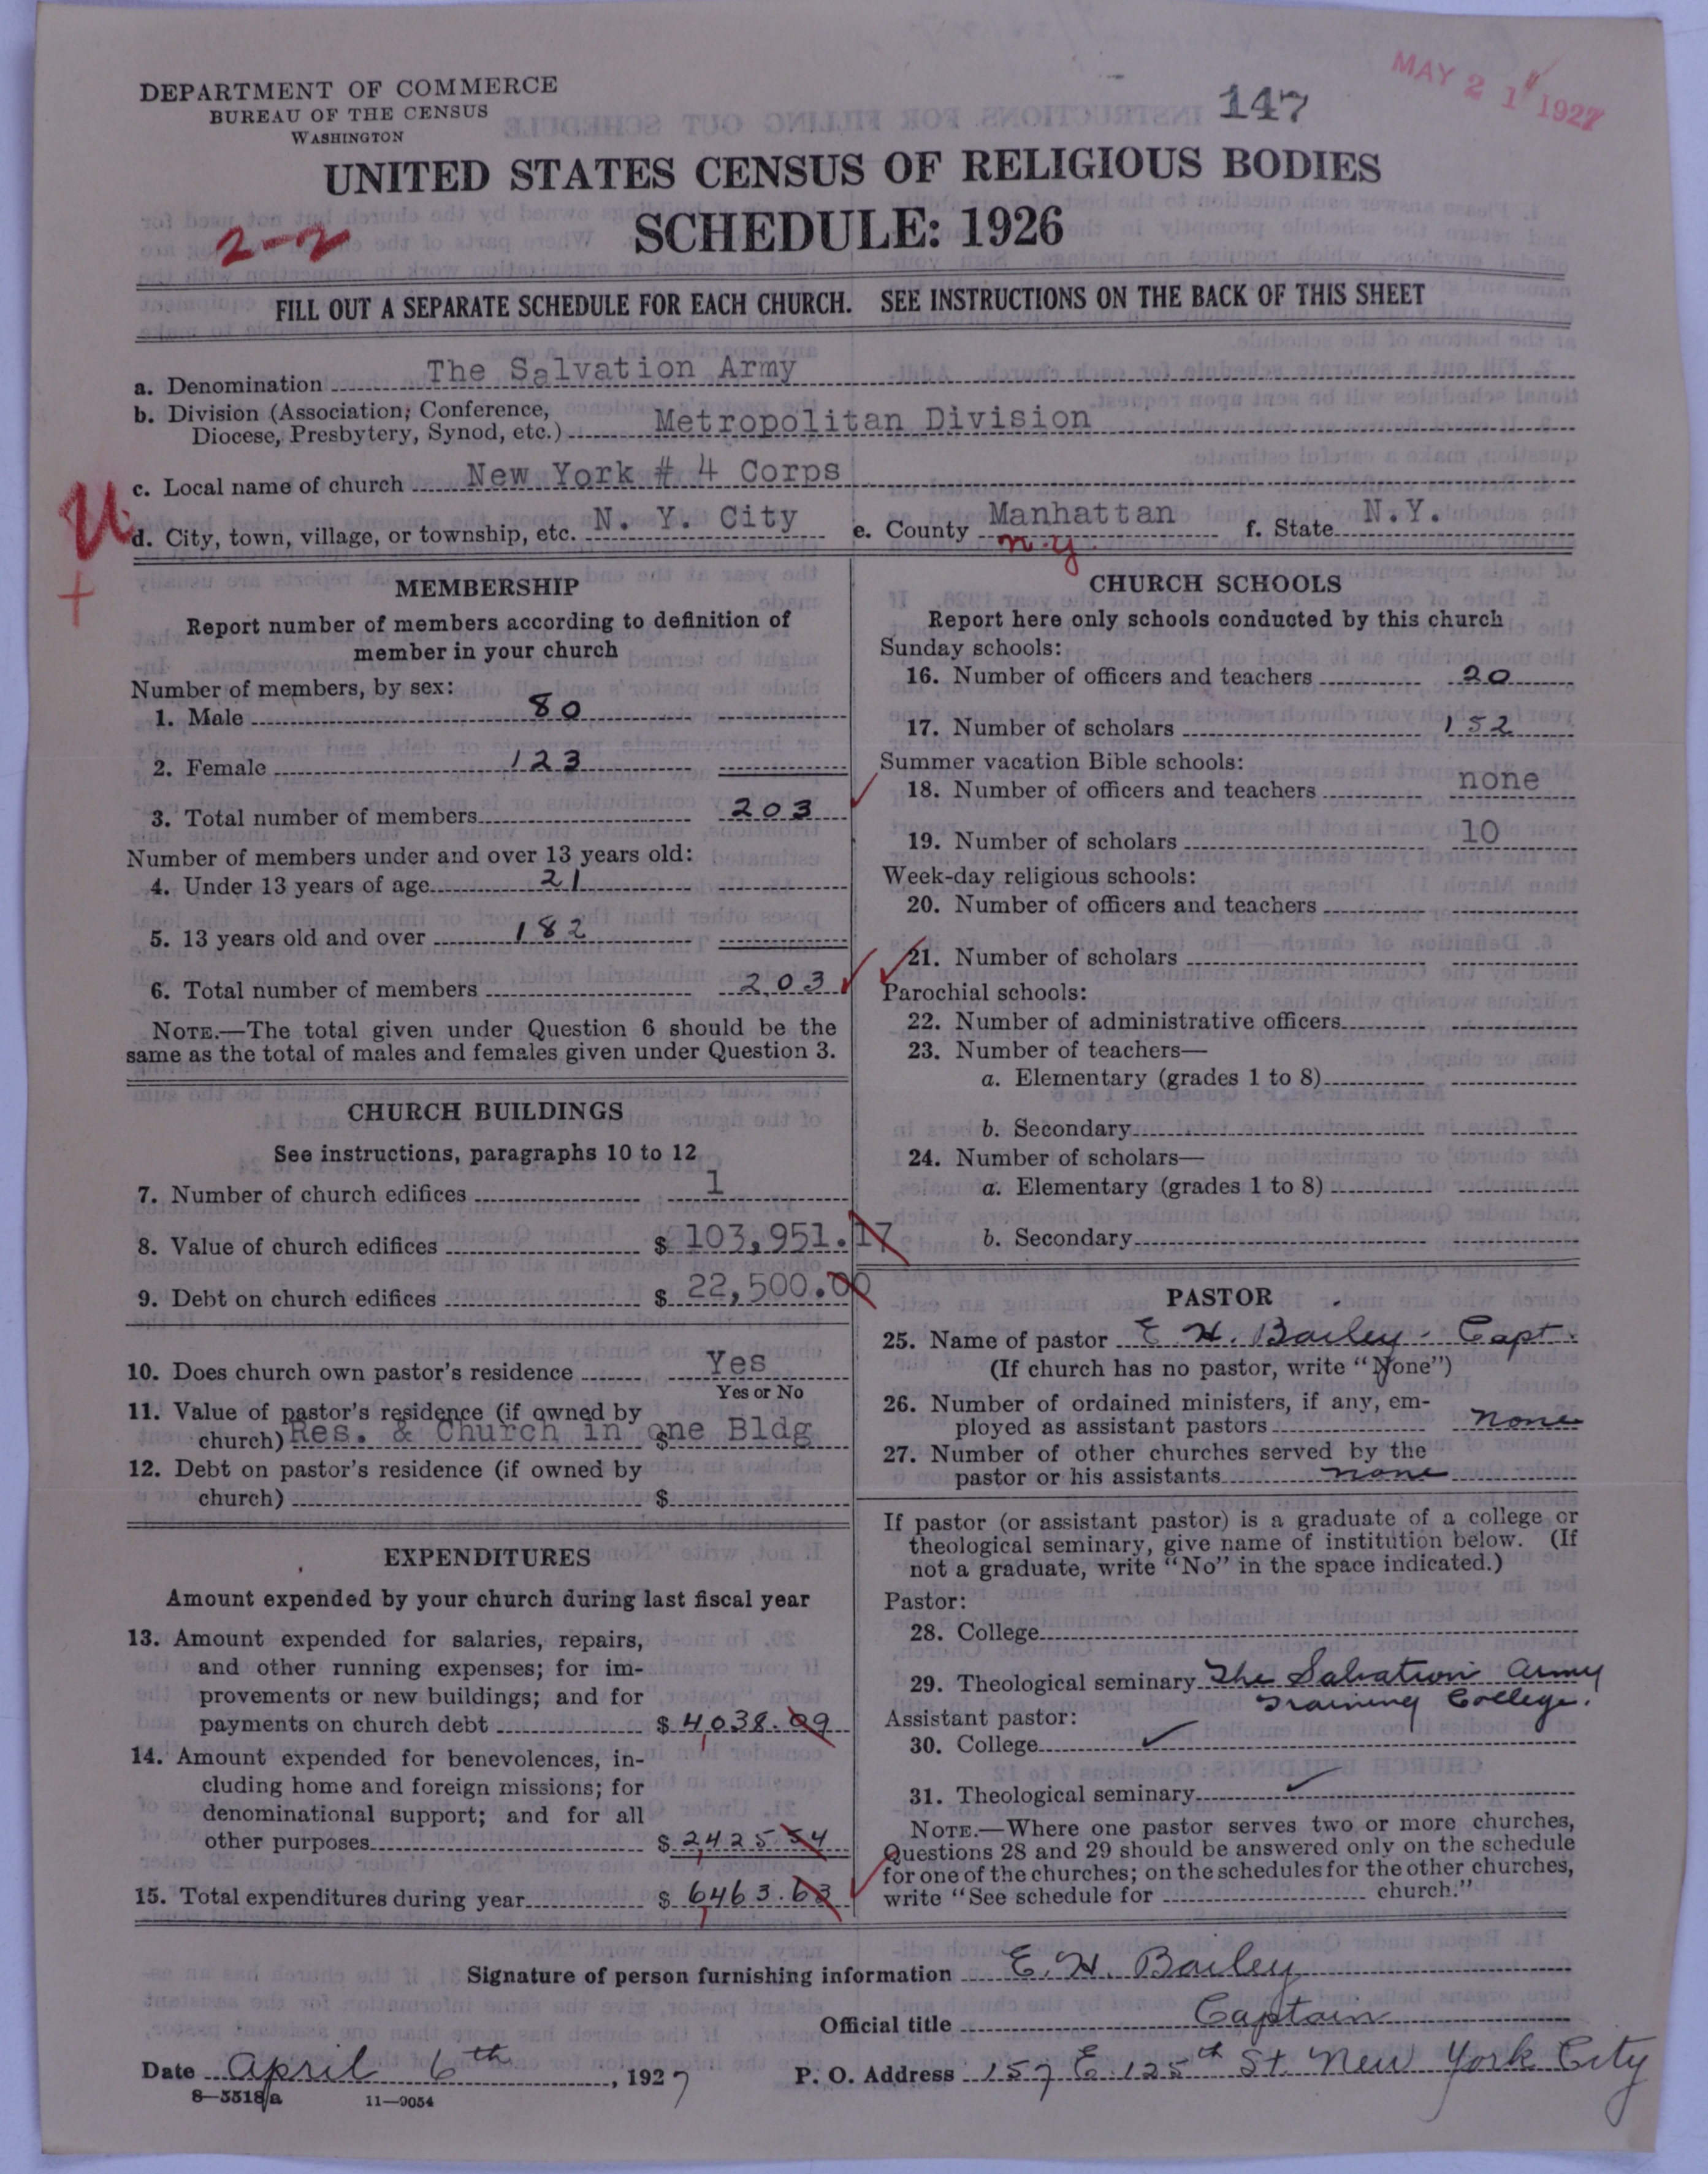 DEPARTMENT OF COMMERCE
BUREAU OF THE CENSUS
WASHINGTON
147
MAY 21 1927
UNITED STATES CENSUS OF RELIGIOUS BODIES
SCHEDULE: 1926
2-2
FILL OUT A SEPARATE SCHEDULE FOR EACH CHURCH. SEE INSTRUCTIONS ON THE BACK OF THIS SHEET
a. Denomination The Salvation Army
b. Division (Association, Conference,
Diocese, Presbytery, Synod, etc.) Metropolitan Division
c. Local name of church New York # 4 Corps
d. City, town, village, or township, etc. N. Y. City e. County Manhattan f. State N.Y.
U
n.y.
+
MEMBERSHIP
Report number of members according to definition of
member in your church
Number of members, by sex:
1. Male 80
2. Female 123
3. Total number of members 203
Number of members under and over 13 years old:
4. Under 13 years of age 21
5. 13 years old and over 182
6. Total number of members 203
NOTE.—The total given under Question 6 should be the
same as the total of males and females given under Question 3.
CHURCH BUILDINGS
See instructions, paragraphs 10 to 12
7. Number of church edifices 1
8. Value of church edifices $ 103,951.17
9. Debt on church edifices $ 22,500.00
10. Does church own pastor's residence Yes
Yes or No
11. Value of pastor's residence (if owned by
church) $ Res. & Church in one Bldg
12. Debt on pastor's residence (if owned by
church) $
EXPENDITURES
Amount expended by your church during last fiscal year
13. Amount expended for salaries, repairs,
and other running expenses; for im-
provements or new buildings; and for
payments on church debt $ 4,038.09
14. Amount expended for benevolences, in-
cluding home and foreign missions; for
denominational support; and for all
other purposes $ 2,425.54
15. Total expenditures during year $ 6,463.63
CHURCH SCHOOLS
Report here only schools conducted by this church
Sunday schools:
16. Number of officers and teachers 20
17. Number of scholars 152
Summer vacation Bible schools:
18. Number of officers and teachers none
19. Number of scholars 10
Week-day religious schools:
20. Number of officers and teachers
21. Number of scholars
Parochial schools:
22. Number of administrative officers
23. Number of teachers—
a. Elementary (grades 1 to 8)
b. Secondary
24. Number of scholars—
a. Elementary (grades 1 to 8)
b. Secondary
PASTOR
25. Name of pastor E. H. Bailey - Capt.
(If church has no pastor, write "None")
26. Number of ordained ministers, if any, em-
ployed as assistant pastors none
27. Number of other churches served by the
pastor or his assistants none
If pastor (or assistant pastor) is a graduate of a college or
theological seminary, give name of institution below. (If
not a graduate, write "No" in the space indicated.)
Pastor:
28. College
29. Theological seminary The Salvation Army
Training College.
Assistant pastor:
30. College ✓
31. Theological seminary ✓
NOTE.—Where one pastor serves two or more churches,
Questions 28 and 29 should be answered only on the schedule
for one of the churches; on the schedules for the other churches,
write "See schedule for church."
Signature of person furnishing information E. H. Bailey
Official title Captain
Date April 6th, 1927 P. O. Address 157 E. 125th St. New York City
8—5518a 11—9054